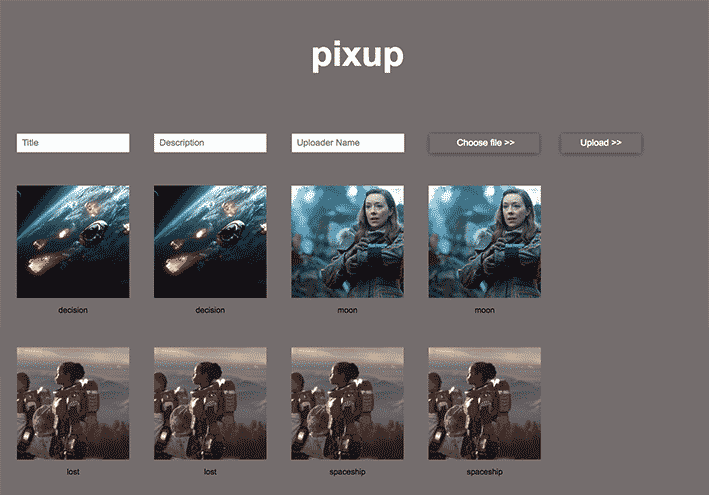 pixup
Title
Description
Uploader Name
Choose file >>
Upload >>
decision
decision
moon
moon
lost
lost
spaceship
spaceship